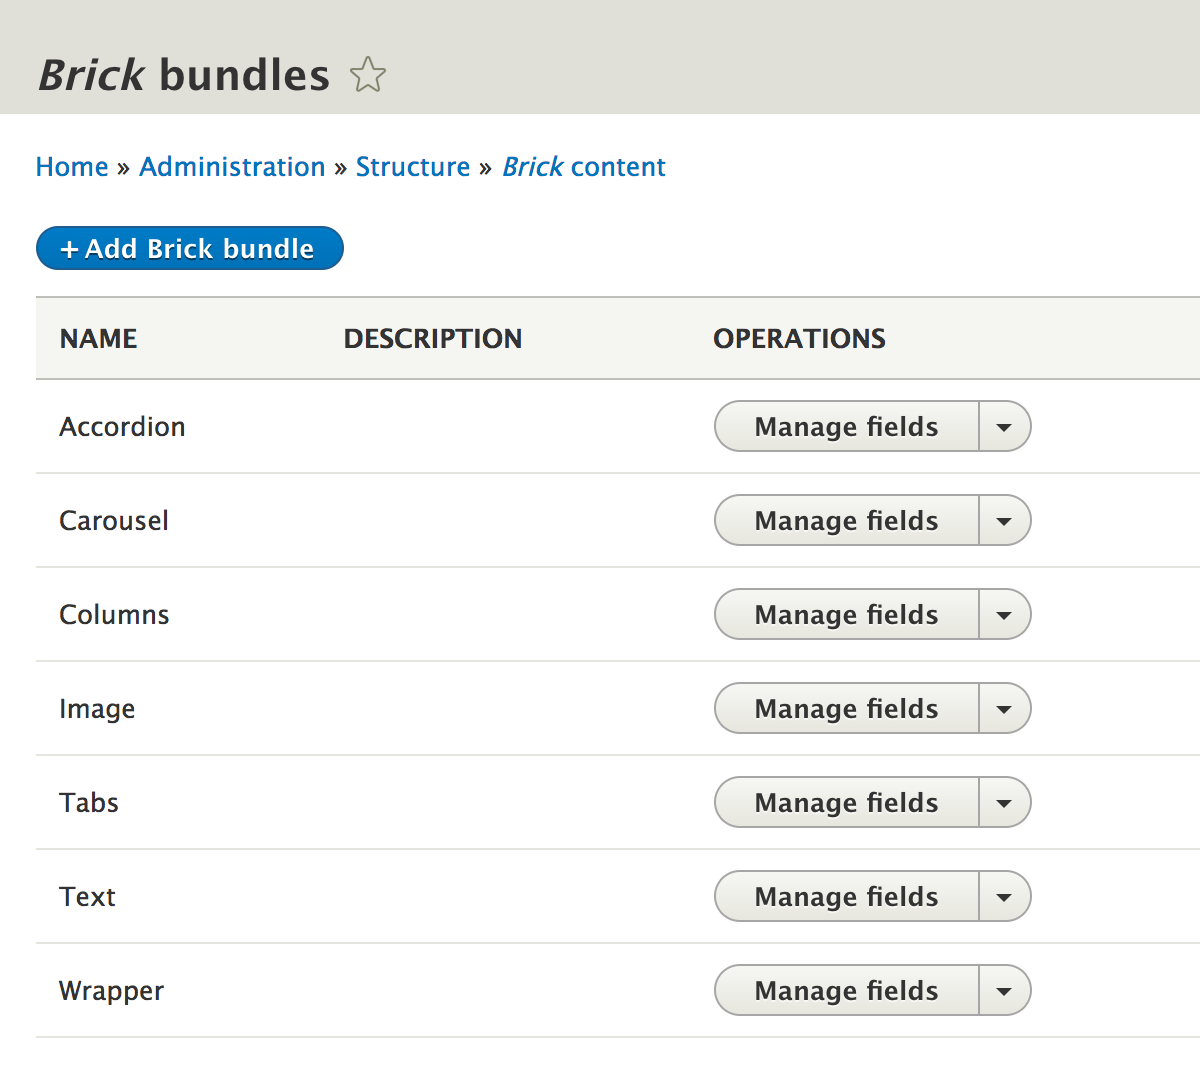 Brick bundles
Home » Administration » Structure » Brick content
+ Add Brick bundle
NAME DESCRIPTION OPERATIONS
Accordion Manage fields
Carousel Manage fields
Columns Manage fields
Image Manage fields
Tabs Manage fields
Text Manage fields
Wrapper Manage fields